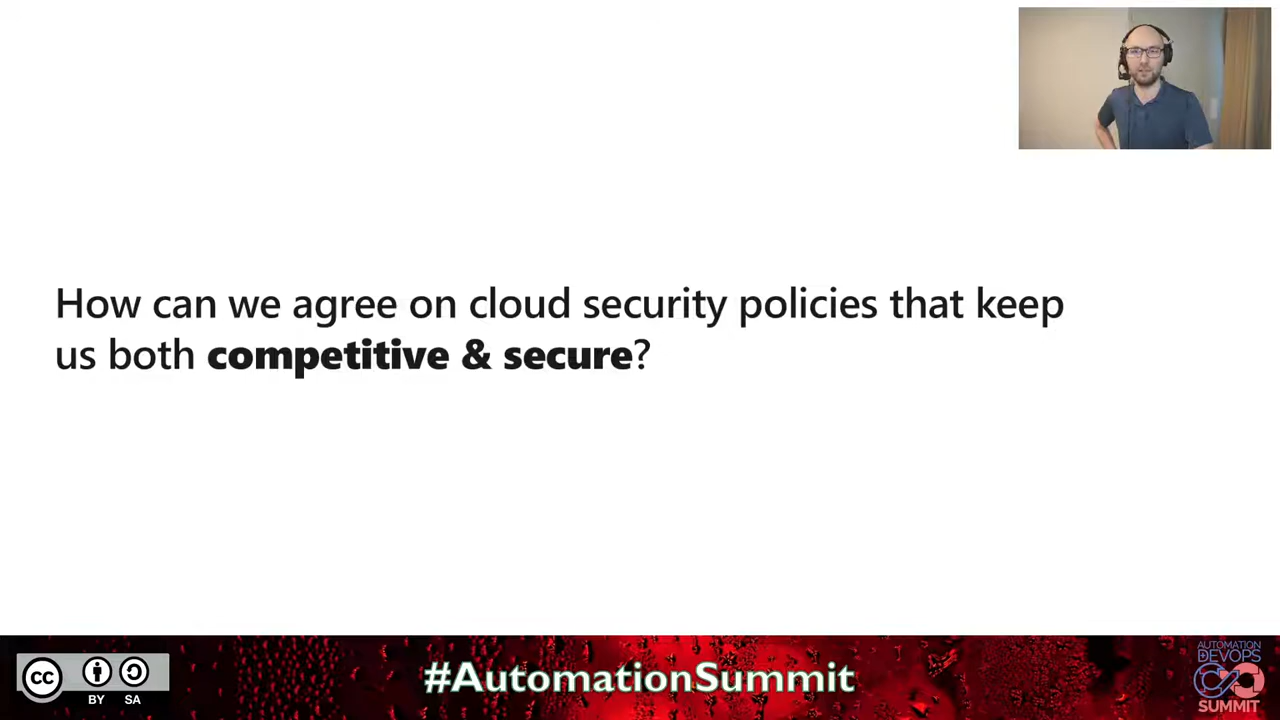 How can we agree on cloud security policies that keep
us both competitive & secure?
cc
BY SA
#AutomationSummit
AUTOMATION
DEVOPS
SUMMIT